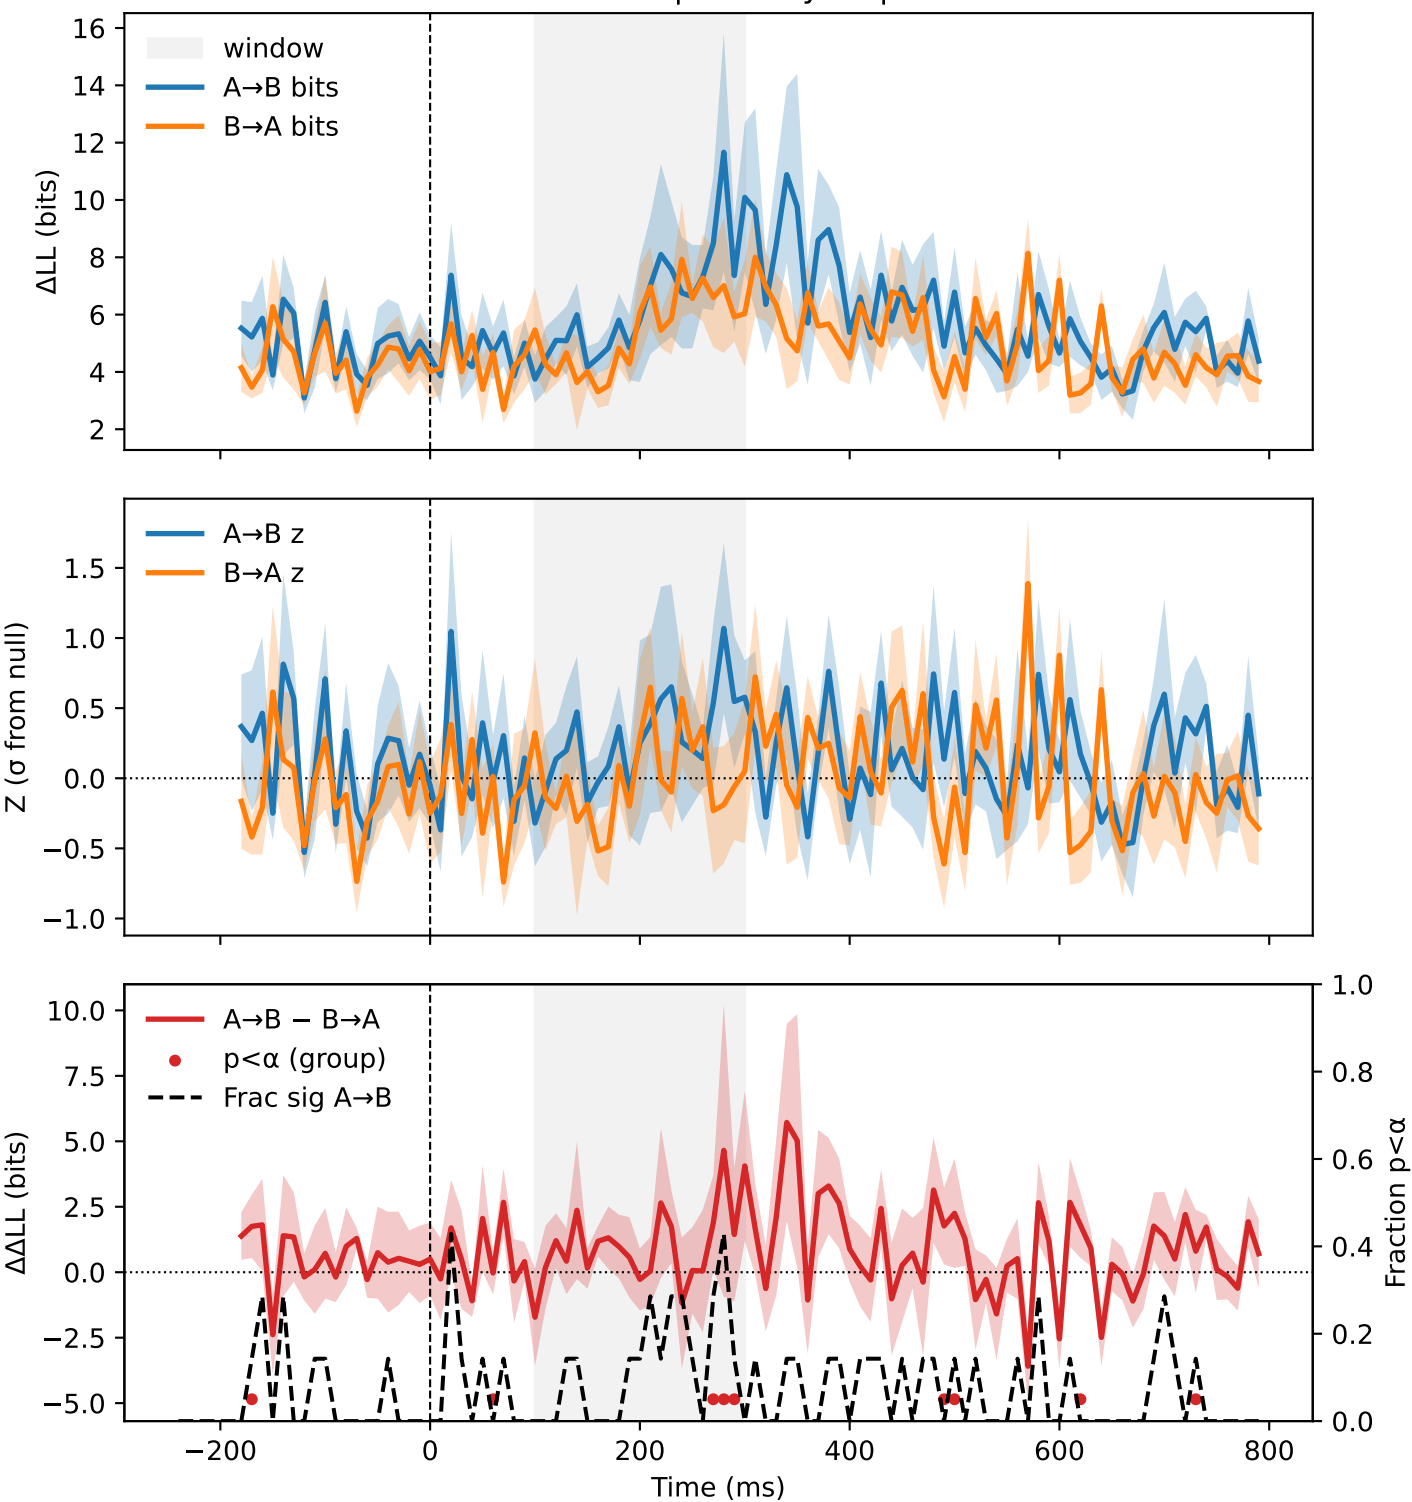 16
14
12
10
8
6
4
2
ΔLL (bits)
window
A→B bits
B→A bits
1.5
1.0
0.5
0.0
−0.5
−1.0
Z (σ from null)
A→B z
B→A z
10.0
7.5
5.0
2.5
0.0
−2.5
−5.0
ΔΔLL (bits)
A→B − B→A
p<α (group)
Frac sig A→B
1.0
0.8
0.6
0.4
0.2
0.0
Fraction p<α
−200 0 200 400 600 800
Time (ms)